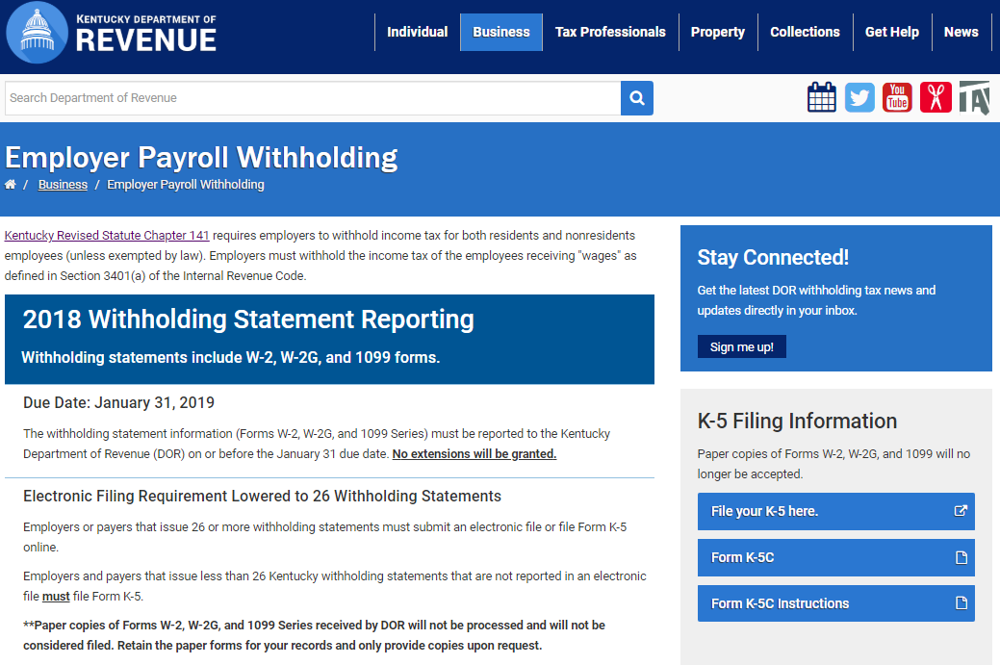 KENTUCKY DEPARTMENT OF
REVENUE
Individual
Business
Tax Professionals
Property
Collections
Get Help
News
Search Department of Revenue
You
Tube
TA
Employer Payroll Withholding
/ Business / Employer Payroll Withholding
Kentucky Revised Statute Chapter 141 requires employers to withhold income tax for both residents and nonresidents
employees (unless exempted by law). Employers must withhold the income tax of the employees receiving "wages" as
defined in Section 3401(a) of the Internal Revenue Code.
2018 Withholding Statement Reporting
Withholding statements include W-2, W-2G, and 1099 forms.
Due Date: January 31, 2019
The withholding statement information (Forms W-2, W-2G, and 1099 Series) must be reported to the Kentucky
Department of Revenue (DOR) on or before the January 31 due date. No extensions will be granted.
Electronic Filing Requirement Lowered to 26 Withholding Statements
Employers or payers that issue 26 or more withholding statements must submit an electronic file or file Form K-5
online.
Employers and payers that issue less than 26 Kentucky withholding statements that are not reported in an electronic
file must file Form K-5.
**Paper copies of Forms W-2, W-2G, and 1099 Series received by DOR will not be processed and will not be
considered filed. Retain the paper forms for your records and only provide copies upon request.
Stay Connected!
Get the latest DOR withholding tax news and
updates directly in your inbox.
Sign me up!
K-5 Filing Information
Paper copies of Forms W-2, W-2G, and 1099 will no
longer be accepted.
File your K-5 here.
Form K-5C
Form K-5C Instructions